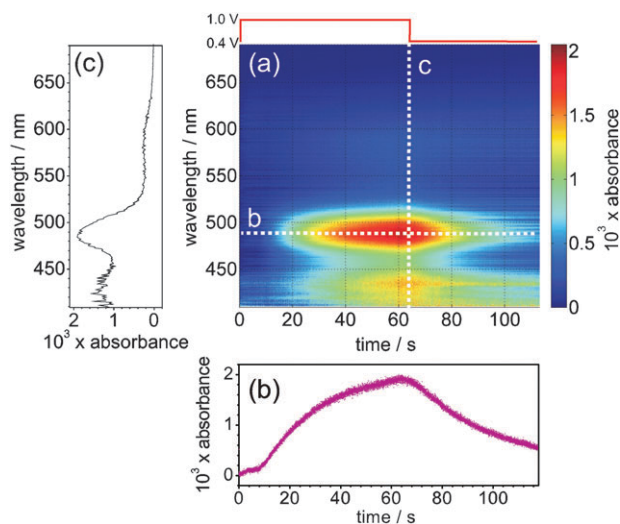 1.0 V
0.4 V
(c)
wavelength / nm
650
600
550
500
450
2 1 0
10³ x absorbance
(a)
c
b
wavelength / nm
650
600
550
500
450
0 20 40 60 80 100
time / s
2
1.5
1
0.5
0
10³ x absorbance
(b)
10³ x absorbance
2
1
0
0 20 40 60 80 100
time / s